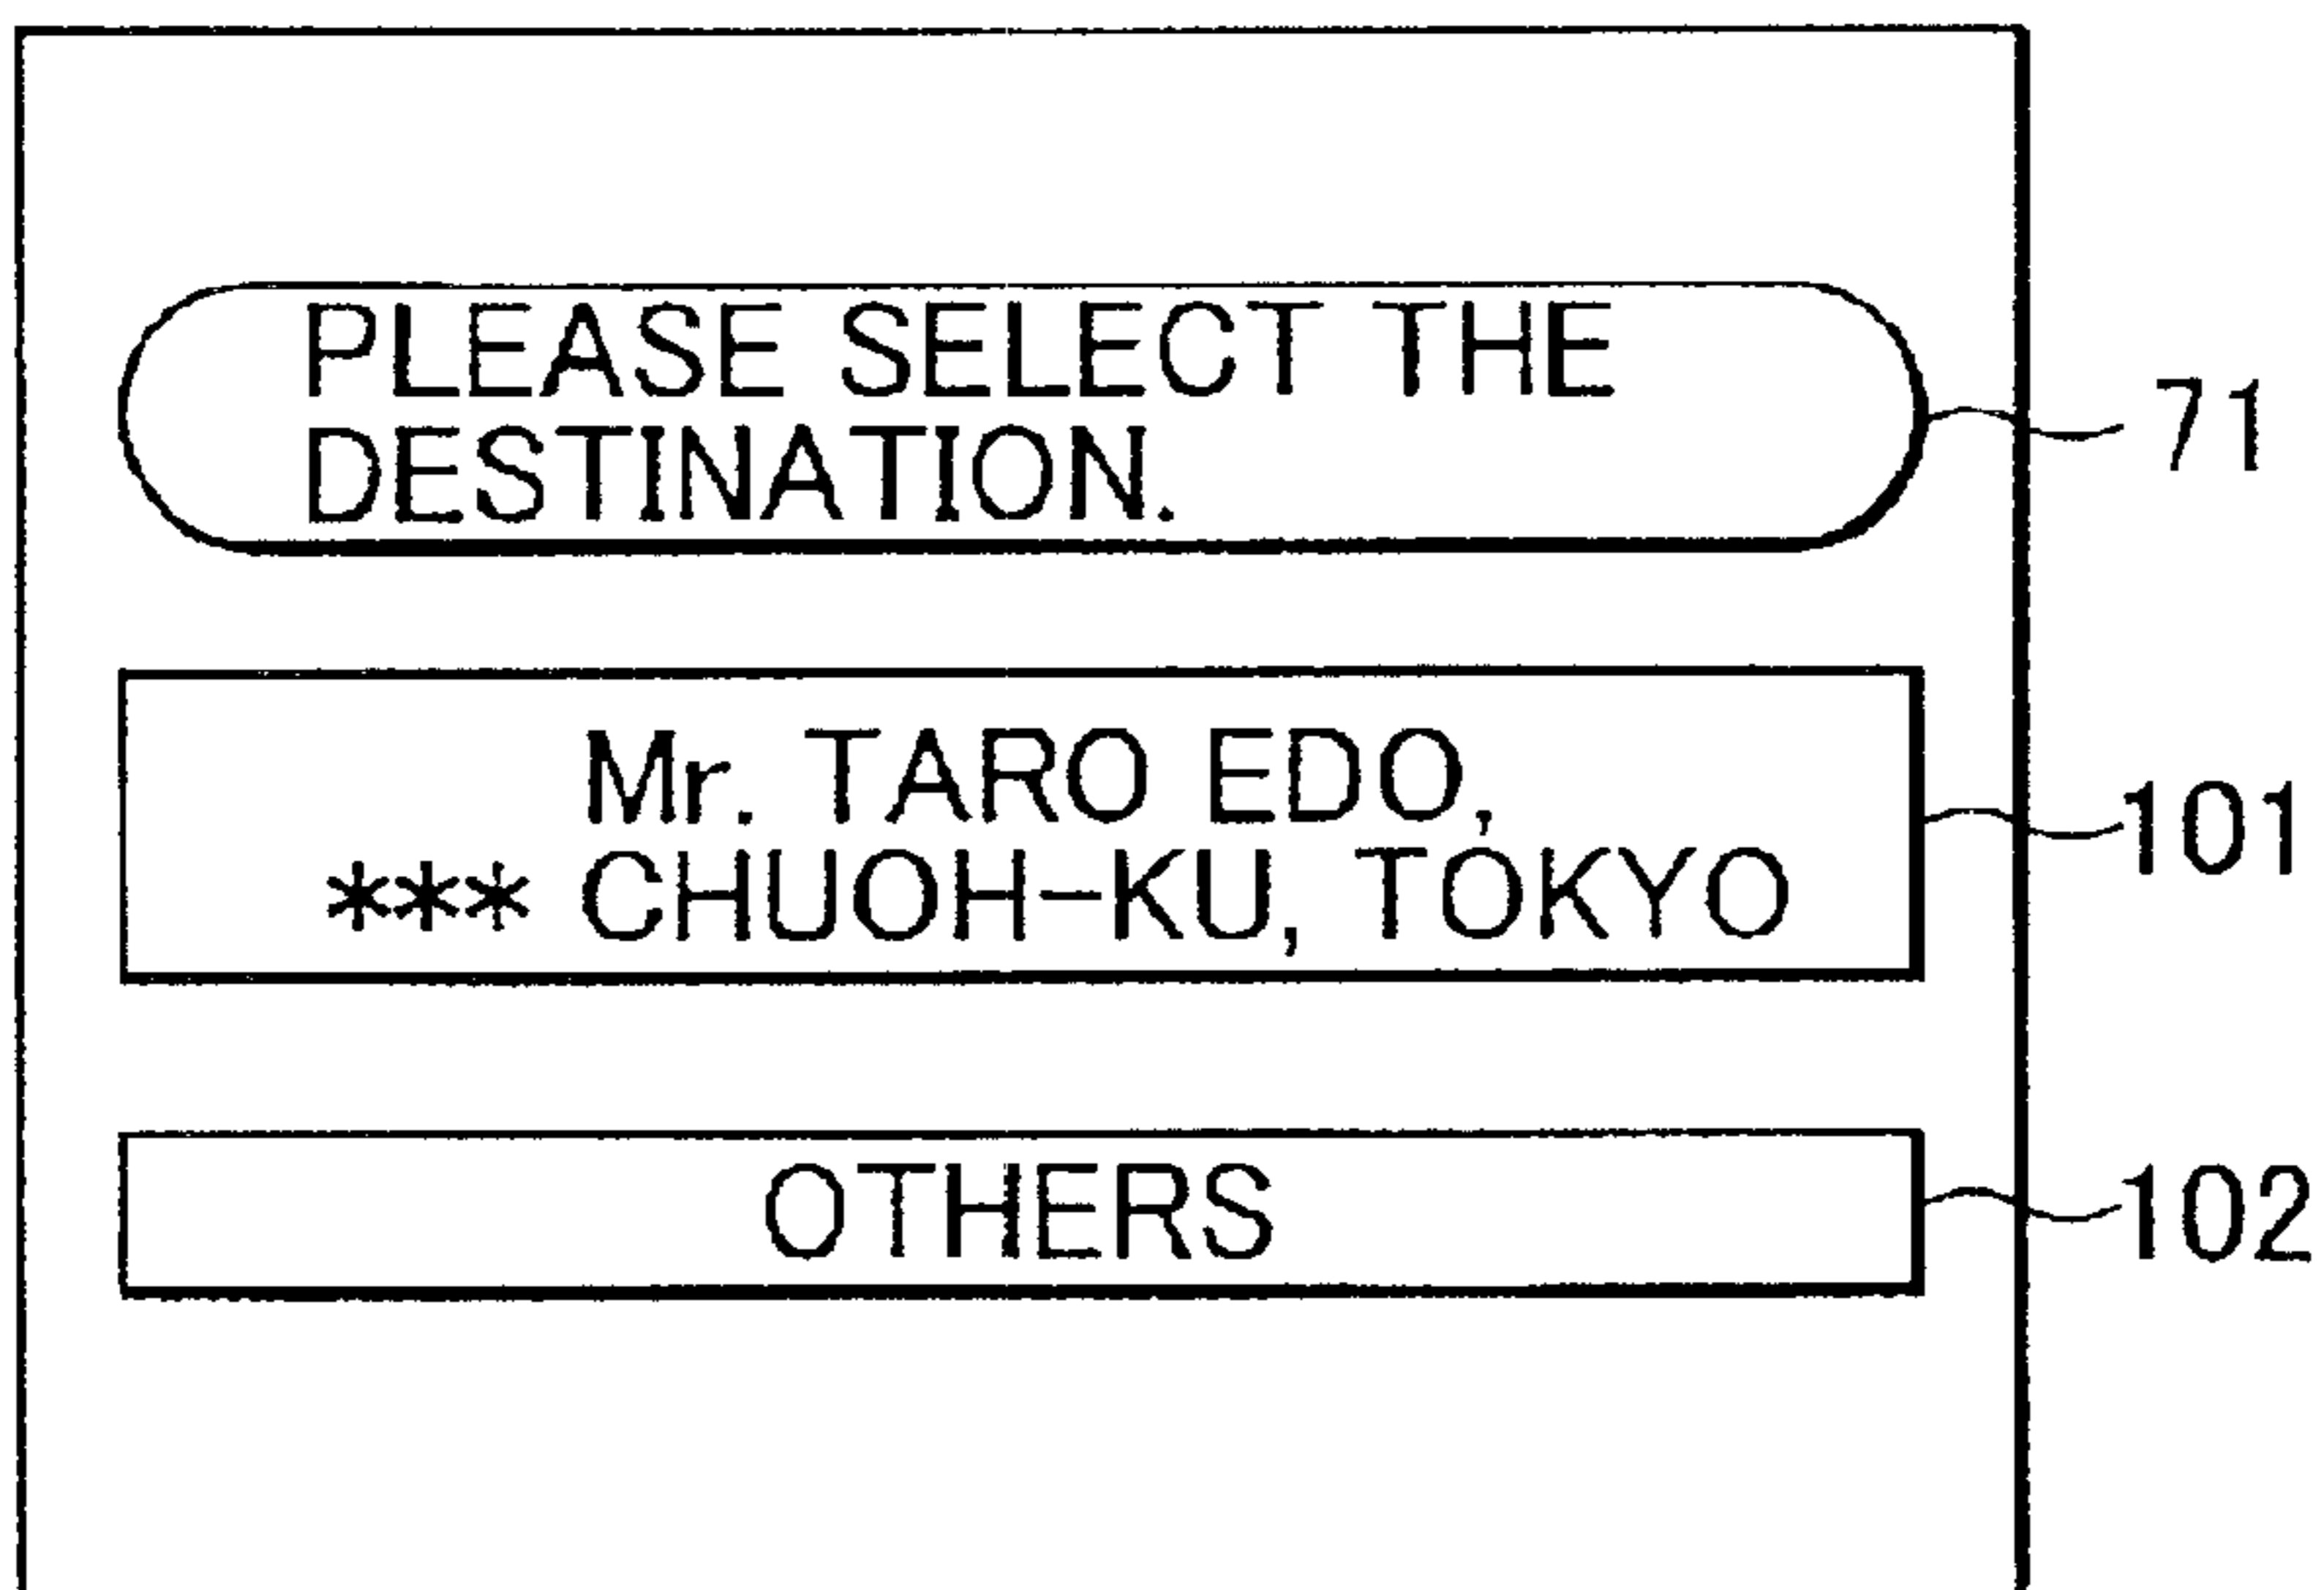 PLEASE SELECT THE
DESTINATION.
71
Mr. TARO EDO,
*** CHUOH-KU, TOKYO
101
OTHERS
102